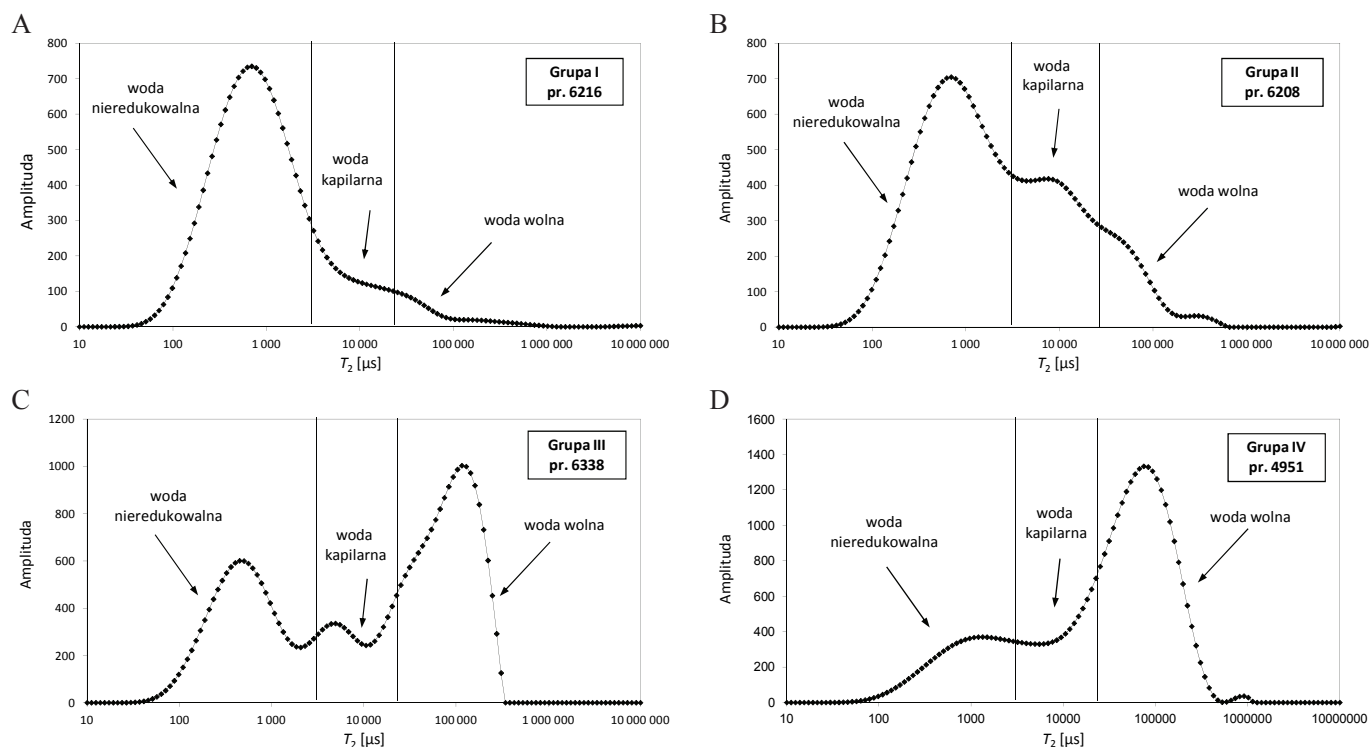 A
Grupa I
pr. 6216
woda
nieredukowalna
woda
kapilarna
woda wolna
Amplituda
800
700
600
500
400
300
200
100
0
10
100
1 000
10 000
100 000
1 000 000
10 000 000
T2 [μs]
B
Grupa II
pr. 6208
woda
nieredukowalna
woda
kapilarna
woda wolna
Amplituda
800
700
600
500
400
300
200
100
0
10
100
1 000
10 000
100 000
1 000 000
10 000 000
T2 [μs]
C
Grupa III
pr. 6338
woda
nieredukowalna
woda
kapilarna
woda wolna
Amplituda
1200
1000
800
600
400
200
0
10
100
1 000
10 000
100 000
1 000 000
10 000 000
T2 [μs]
D
Grupa IV
pr. 4951
woda
nieredukowalna
woda
kapilarna
woda wolna
Amplituda
1600
1400
1200
1000
800
600
400
200
0
10
100
1000
10000
100000
1000000
10000000
T2 [μs]